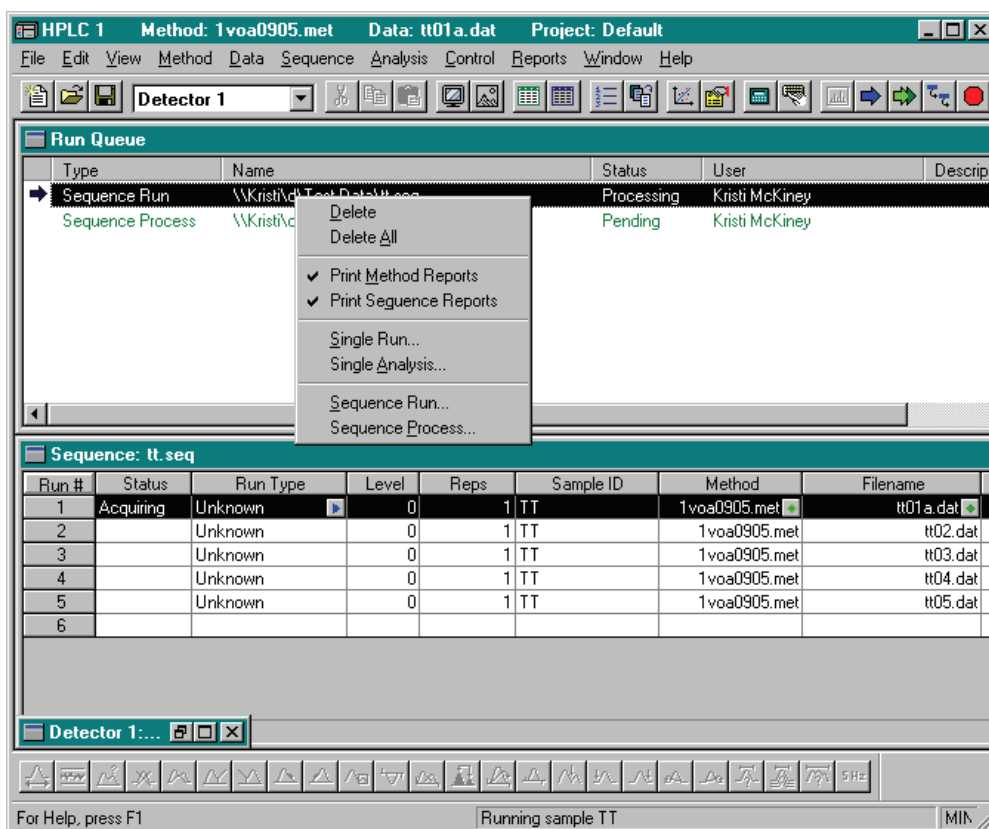 HPLC 1 Method: 1voa0905.met Data: tt01a.dat Project: Default
File Edit View Method Data Sequence Analysis Control Reports Window Help
Detector 1
Run Queue
Type Name Status User Descrip
Sequence Run \\Kristi\d\Test Data\tt.seq Processing Kristi McKiney
Sequence Process \\Kristi\d Pending Kristi McKiney
Delete
Delete All
Print Method Reports
Print Sequence Reports
Single Run...
Single Analysis...
Sequence Run...
Sequence Process...
Sequence: tt.seq
Run # Status Run Type Level Reps Sample ID Method Filename
1 Acquiring Unknown 0 1 TT 1voa0905.met tt01a.dat
2 Unknown 0 1 TT 1voa0905.met tt02.dat
3 Unknown 0 1 TT 1voa0905.met tt03.dat
4 Unknown 0 1 TT 1voa0905.met tt04.dat
5 Unknown 0 1 TT 1voa0905.met tt05.dat
6
Detector 1:...
5 Hz
For Help, press F1 Running sample TT MIN